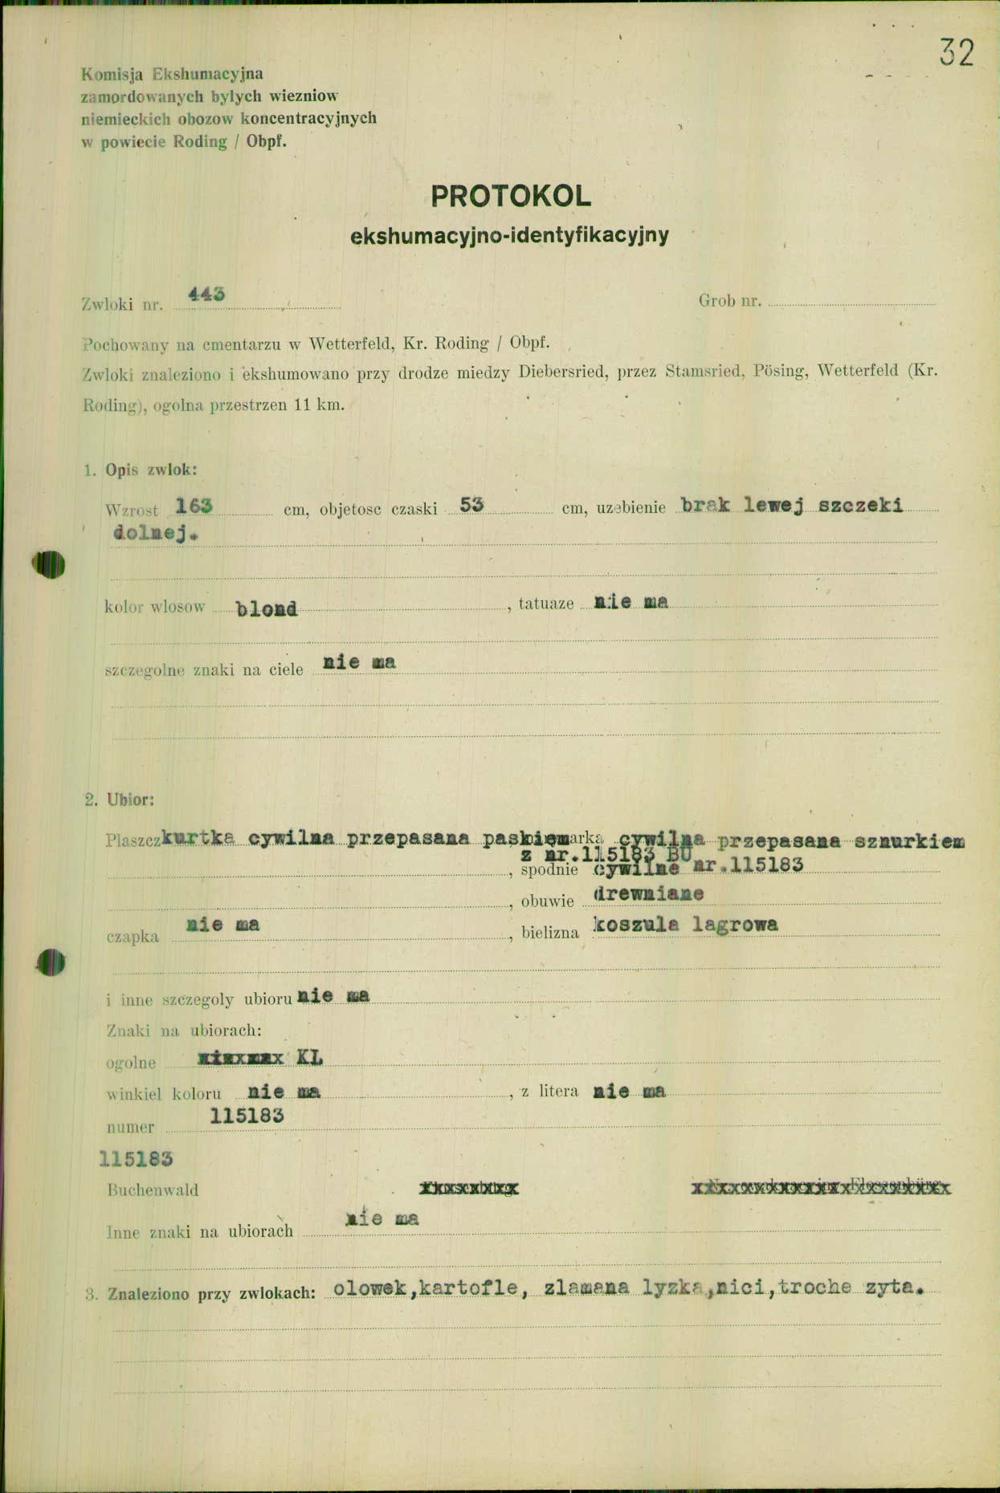 32
Komisja Ekshumacyjna
zamordowanych bylych wiezniow
niemieckich obozow koncentracyjnych
w powiecie Roding / Obpf.
PROTOKOL
ekshumacyjno-identyfikacyjny
Zwloki nr. 443 Grob nr.
Pochowany na cmentarzu w Wetterfeld, Kr. Roding / Obpf.
Zwloki znaleziono i ekshumowano przy drodze miedzy Diebersried, przez Stamsried, Pösing, Wetterfeld (Kr.
Roding), ogolna przestrzen 11 km.
1. Opis zwlok:
Wzrost 163 cm, objetosc czaski 53 cm, uzebienie brak lewej szczeki
dolnej.
kolor wlosow blond , tatuaze nie ma
szczegolne znaki na ciele nie ma
2. Ubior:
Plaszcz kurtka cywilna przepasana paskiem cywilna przepasana sznurkiem
z nr.115183 BU
, spodnie cywilne nr.115183
, obuwie drewniane
czapka nie ma , bielizna koszula lagrowa
i inne szczegoly ubioru nie ma
Znaki na ubiorach:
ogolne KL
winkiel koloru nie ma , z litera nie ma
numer 115183
115183
Buchenwald
Inne znaki na ubiorach nie ma
3. Znaleziono przy zwlokach: olowek,kartofle, zlamana lyzka,nici,troche zyta.